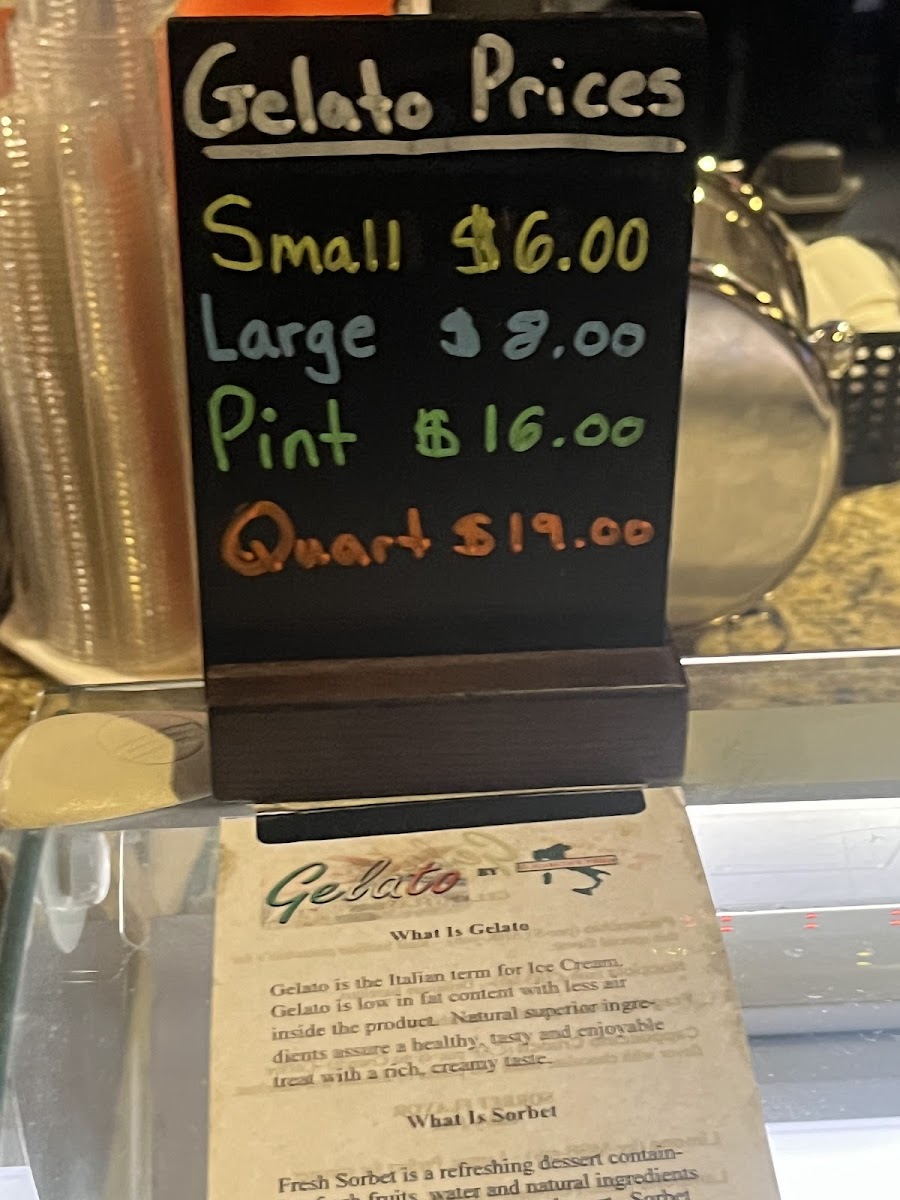 Gelato Prices
Small $6.00
Large $8.00
Pint $16.00
Quart $19.00
Gelato BY
What Is Gelato
Gelato is the Italian term for Ice Cream.
Gelato is low in fat content with less air
inside the product. Natural superior ingre-
dients assure a healthy, tasty and enjoyable
treat with a rich, creamy taste.
What Is Sorbet
Fresh Sorbet is a refreshing dessert contain-
fruits, water and natural ingredients
Sorbet